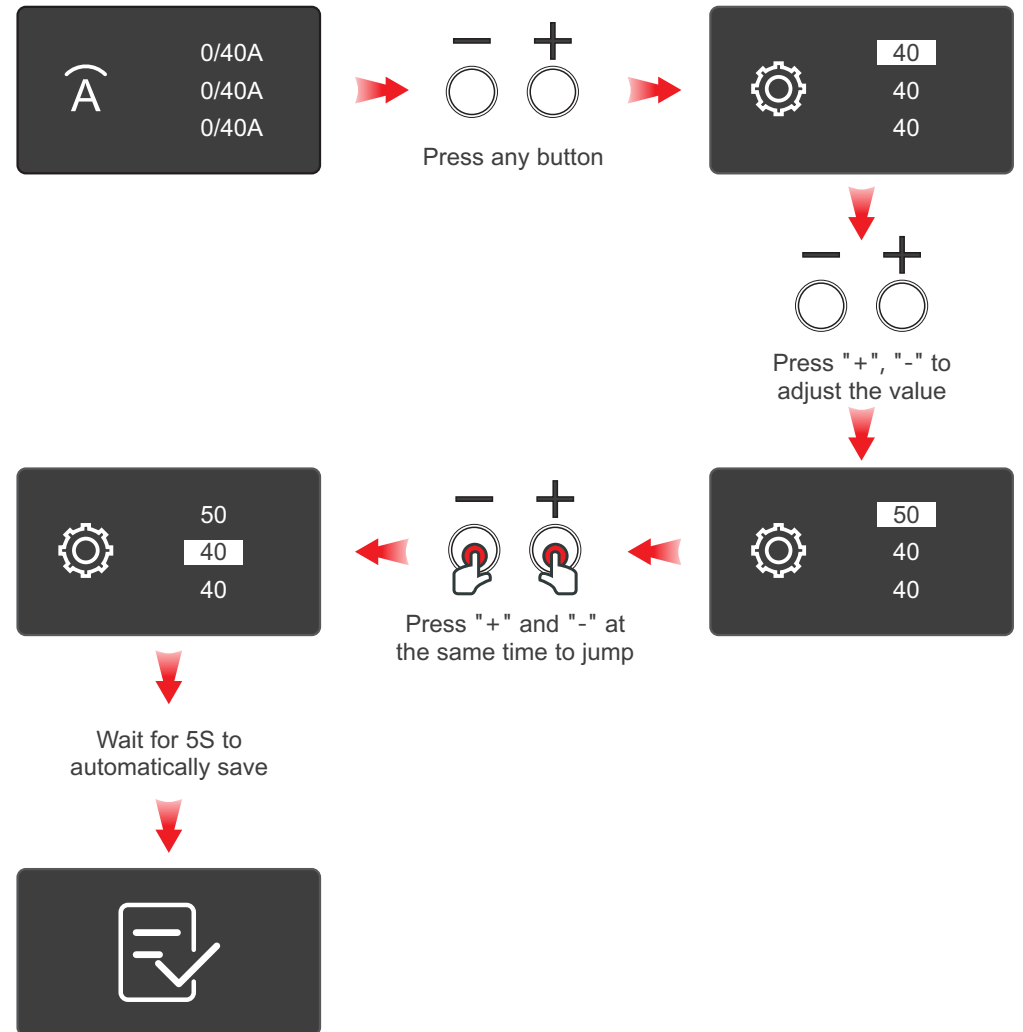 A
0/40A
0/40A
0/40A
Press any button
40
40
40
Press "+", "-" to
adjust the value
50
40
40
Press "+" and "-" at
the same time to jump
50
40
40
Wait for 5S to
automatically save